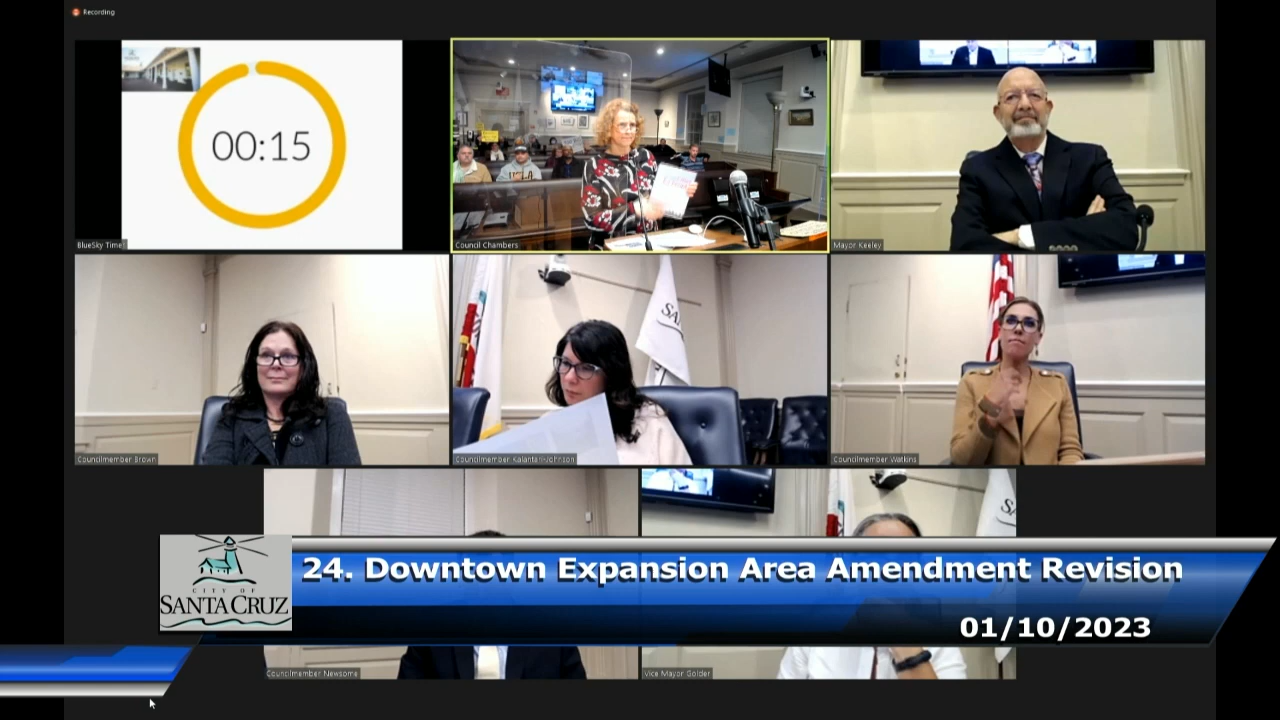 Recording
00:15
BlueSky Time
Council Chambers
Mayor Keeley
Councilmember Brown
Councilmember Kalantari-Johnson
Councilmember Watkins
24. Downtown Expansion Area Amendment Revision
CITY OF
SANTA CRUZ
01/10/2023
Councilmember Newsome
Vice Mayor Golder